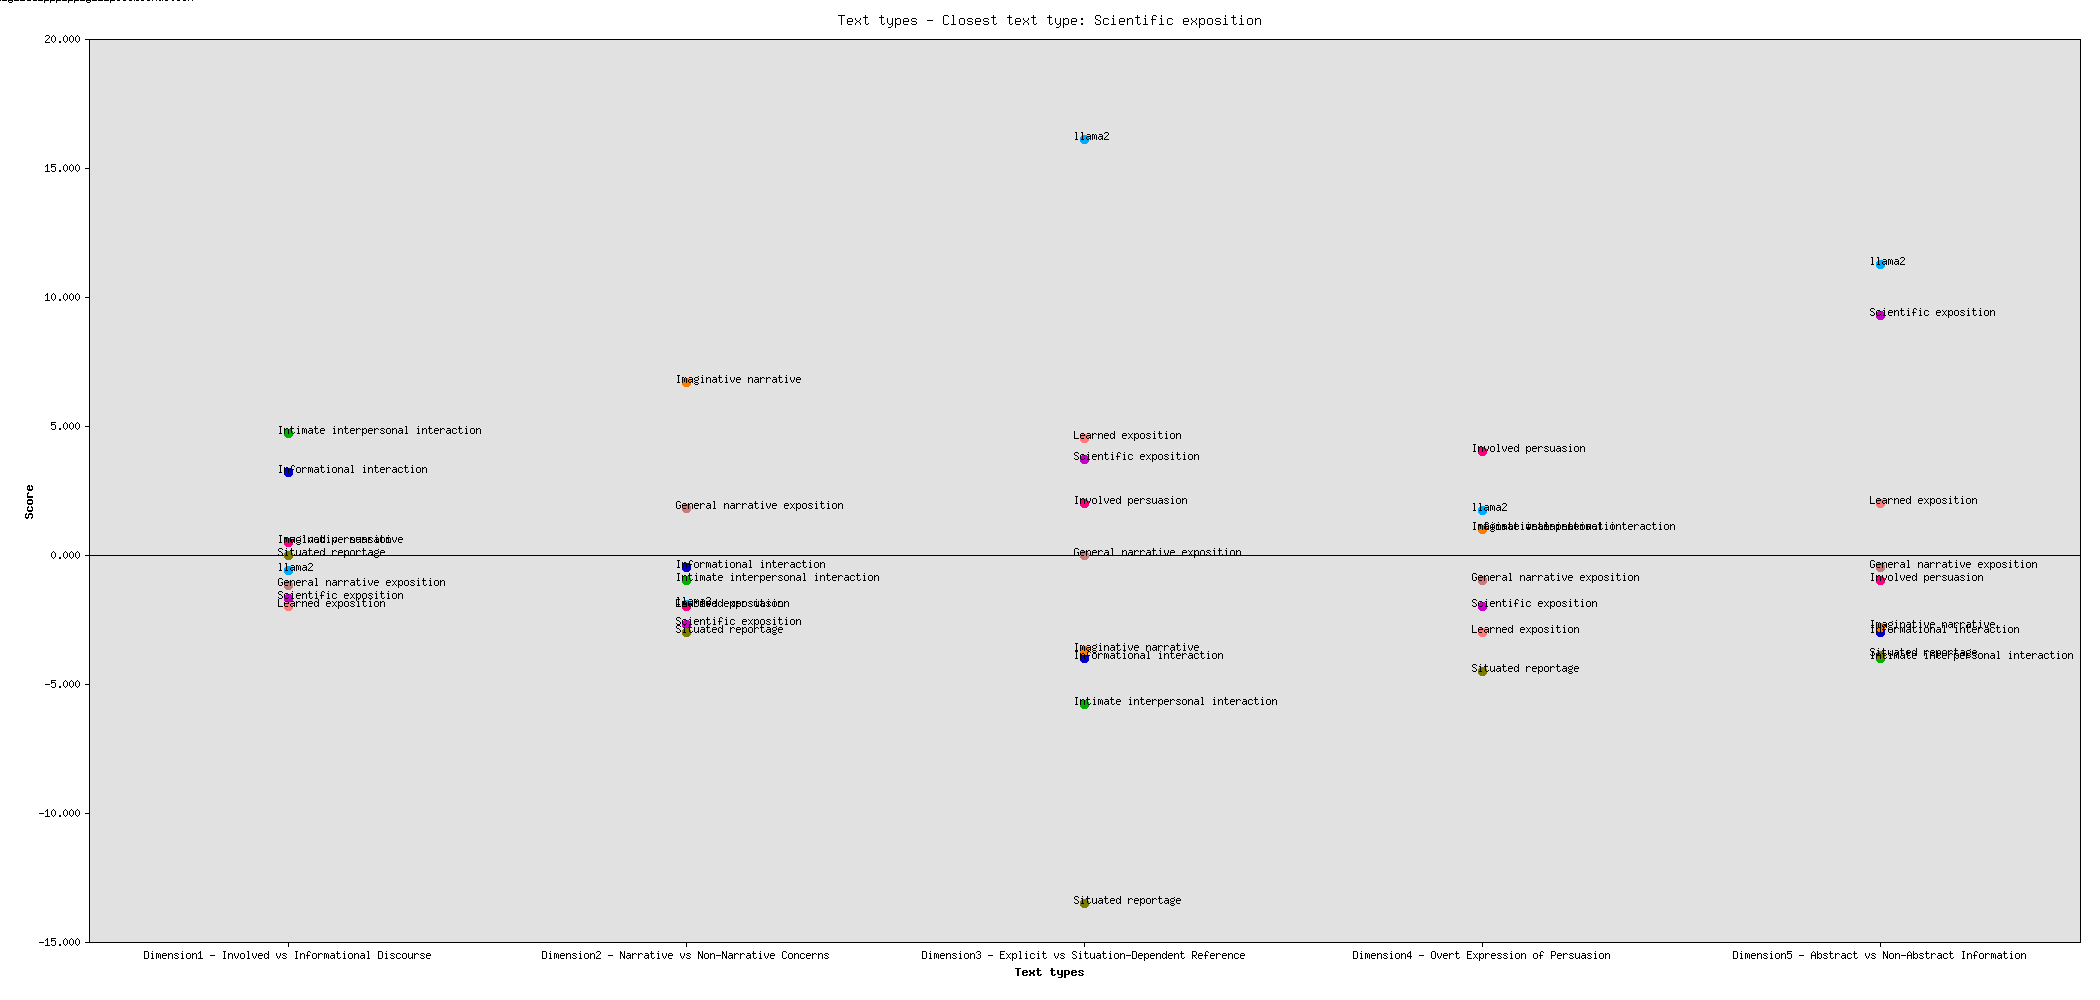 Text types - Closest text type: Scientific exposition
20.000
15.000
10.000
5.000
0.000
-5.000
-10.000
-15.000
Score
Intimate interpersonal interaction
Informational interaction
Situated reportage
llama2
General narrative exposition
Scientific exposition
Learned exposition
Imaginative narrative
General narrative exposition
Informational interaction
Intimate interpersonal interaction
llama2
Scientific exposition
Situated reportage
llama2
Learned exposition
Scientific exposition
Involved persuasion
General narrative exposition
Imaginative narrative
Informational interaction
Intimate interpersonal interaction
Situated reportage
Involved persuasion
llama2
General narrative exposition
Scientific exposition
Learned exposition
Situated reportage
llama2
Scientific exposition
Learned exposition
General narrative exposition
Involved persuasion
Imaginative narrative
Informational interaction
Situated reportage
Intimate interpersonal interaction
Dimension1 - Involved vs Informational Discourse
Dimension2 - Narrative vs Non-Narrative Concerns
Dimension3 - Explicit vs Situation-Dependent Reference
Dimension4 - Overt Expression of Persuasion
Dimension5 - Abstract vs Non-Abstract Information
Text types